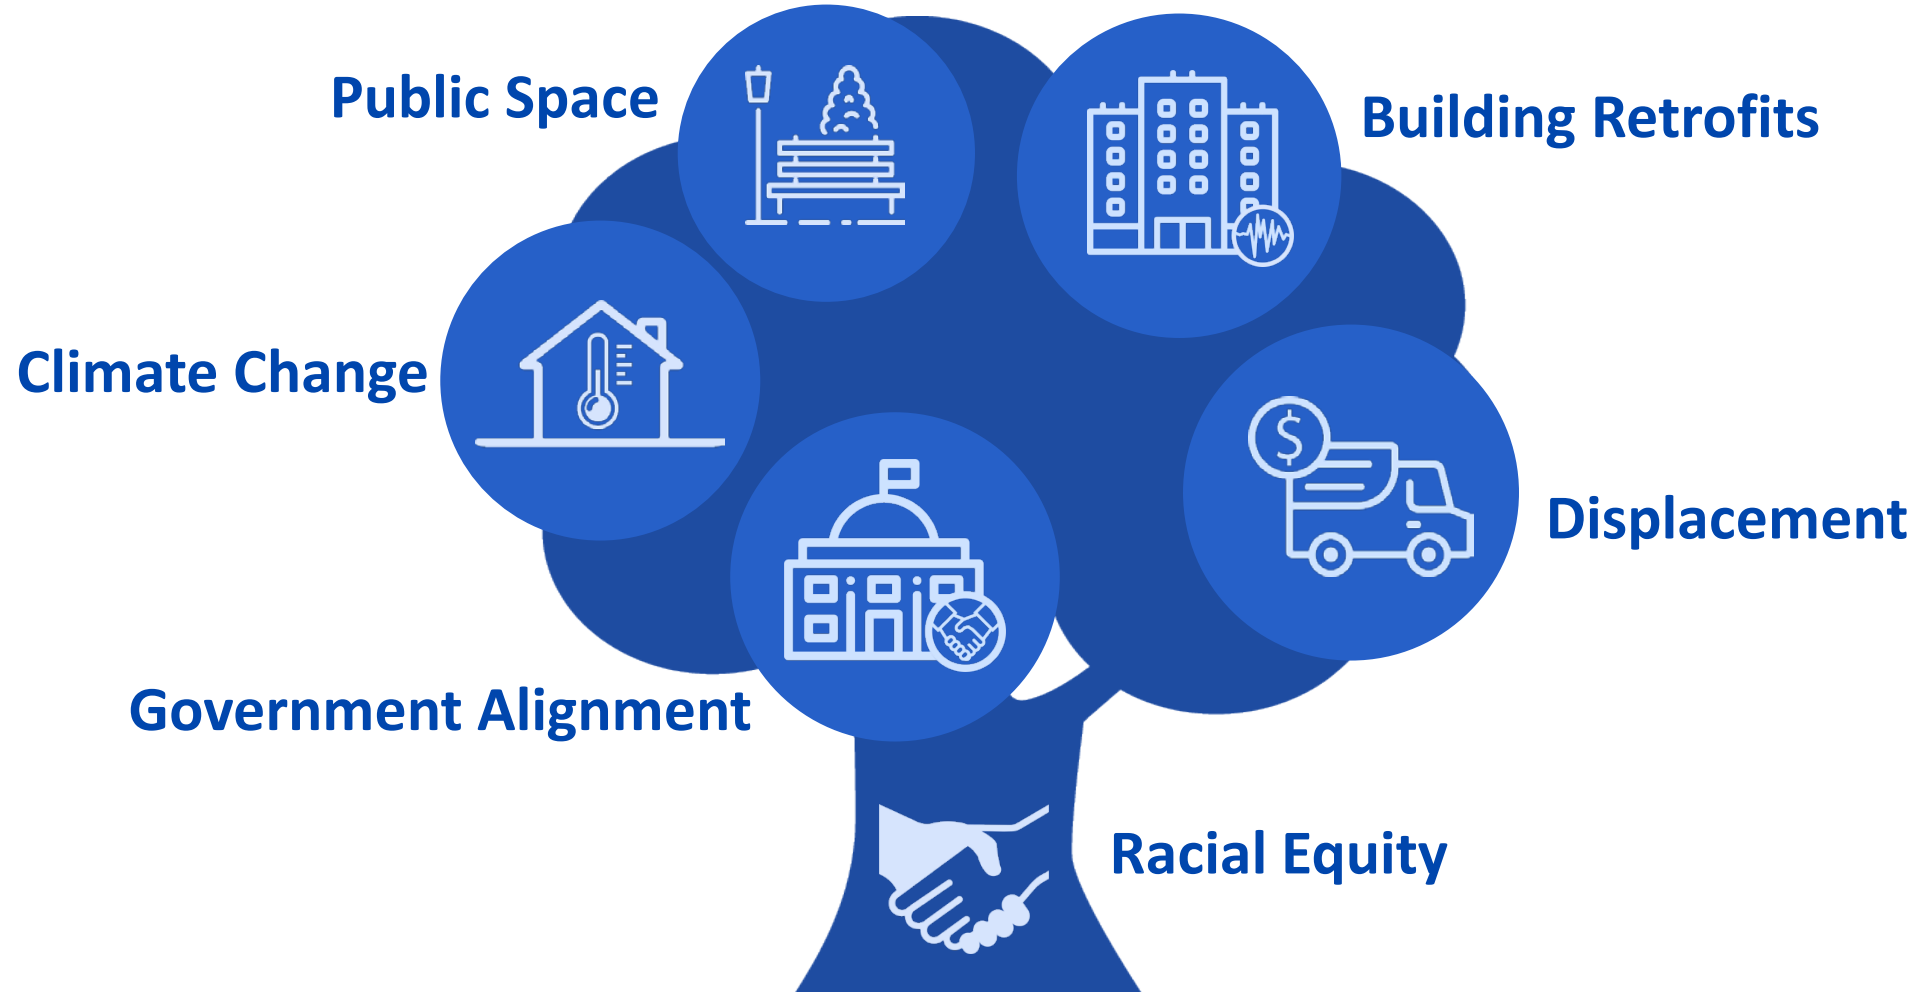 Public Space
Building Retrofits
Climate Change
$
Displacement
Government Alignment
Racial Equity